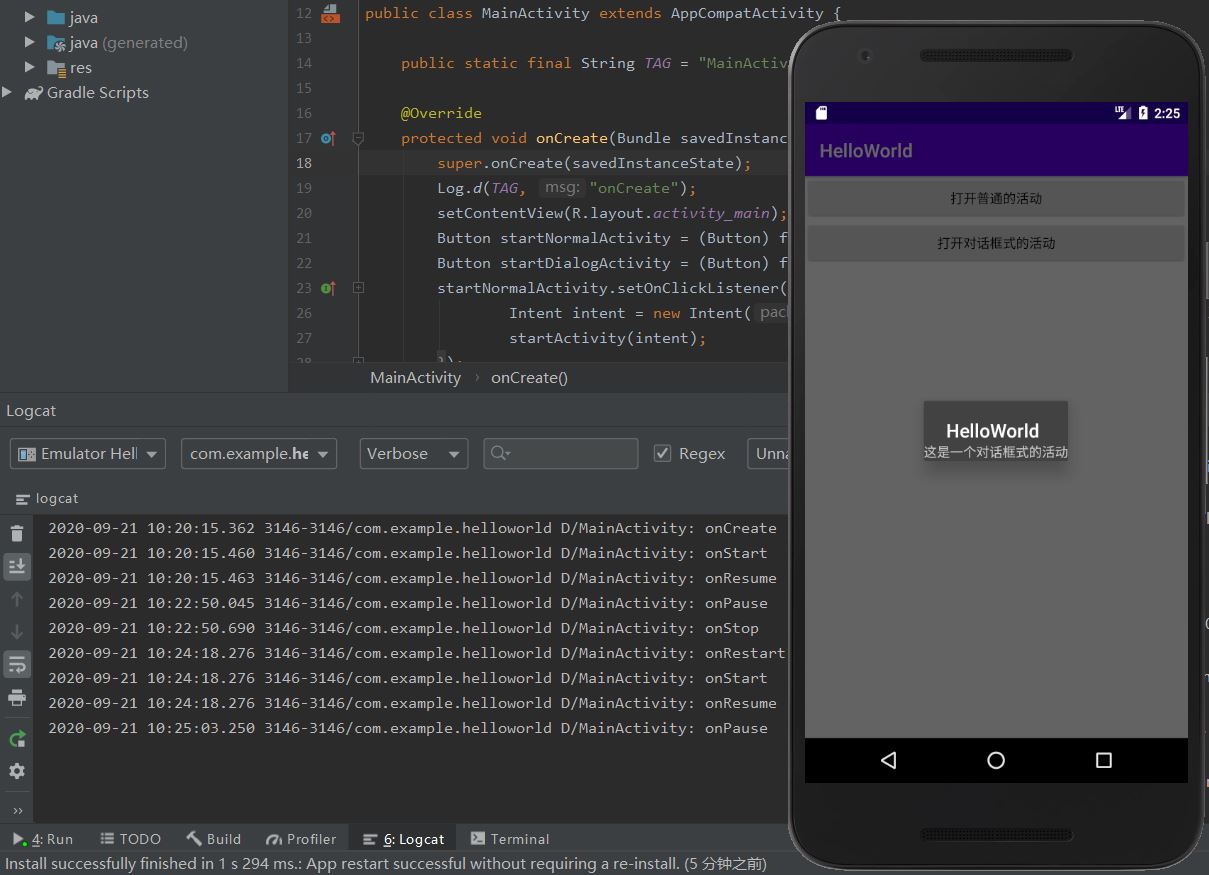 java
java (generated)
res
Gradle Scripts
12 public class MainActivity extends AppCompatActivity {
13
14 public static final String TAG = "MainActiv
15
16 @Override
17 protected void onCreate(Bundle savedInstanc
18 super.onCreate(savedInstanceState);
19 Log.d(TAG, msg: "onCreate");
20 setContentView(R.layout.activity_main);
21 Button startNormalActivity = (Button) f
22 Button startDialogActivity = (Button) f
23 startNormalActivity.setOnClickListener(
26 Intent intent = new Intent( pac
27 startActivity(intent);
28 });
MainActivity › onCreate()
Logcat
Emulator Hel
com.example.he
Verbose
Regex
Unna
logcat
2020-09-21 10:20:15.362 3146-3146/com.example.helloworld D/MainActivity: onCreate
2020-09-21 10:20:15.460 3146-3146/com.example.helloworld D/MainActivity: onStart
2020-09-21 10:20:15.463 3146-3146/com.example.helloworld D/MainActivity: onResume
2020-09-21 10:22:50.045 3146-3146/com.example.helloworld D/MainActivity: onPause
2020-09-21 10:22:50.690 3146-3146/com.example.helloworld D/MainActivity: onStop
2020-09-21 10:24:18.276 3146-3146/com.example.helloworld D/MainActivity: onRestart
2020-09-21 10:24:18.276 3146-3146/com.example.helloworld D/MainActivity: onStart
2020-09-21 10:24:18.276 3146-3146/com.example.helloworld D/MainActivity: onResume
2020-09-21 10:25:03.250 3146-3146/com.example.helloworld D/MainActivity: onPause
4: Run TODO Build Profiler 6: Logcat Terminal
Install successfully finished in 1 s 294 ms.: App restart successful without requiring a re-install. (5 分钟之前)
LTE 2:25
HelloWorld
打开普通的活动
打开对话框式的活动
HelloWorld
这是一个对话框式的活动